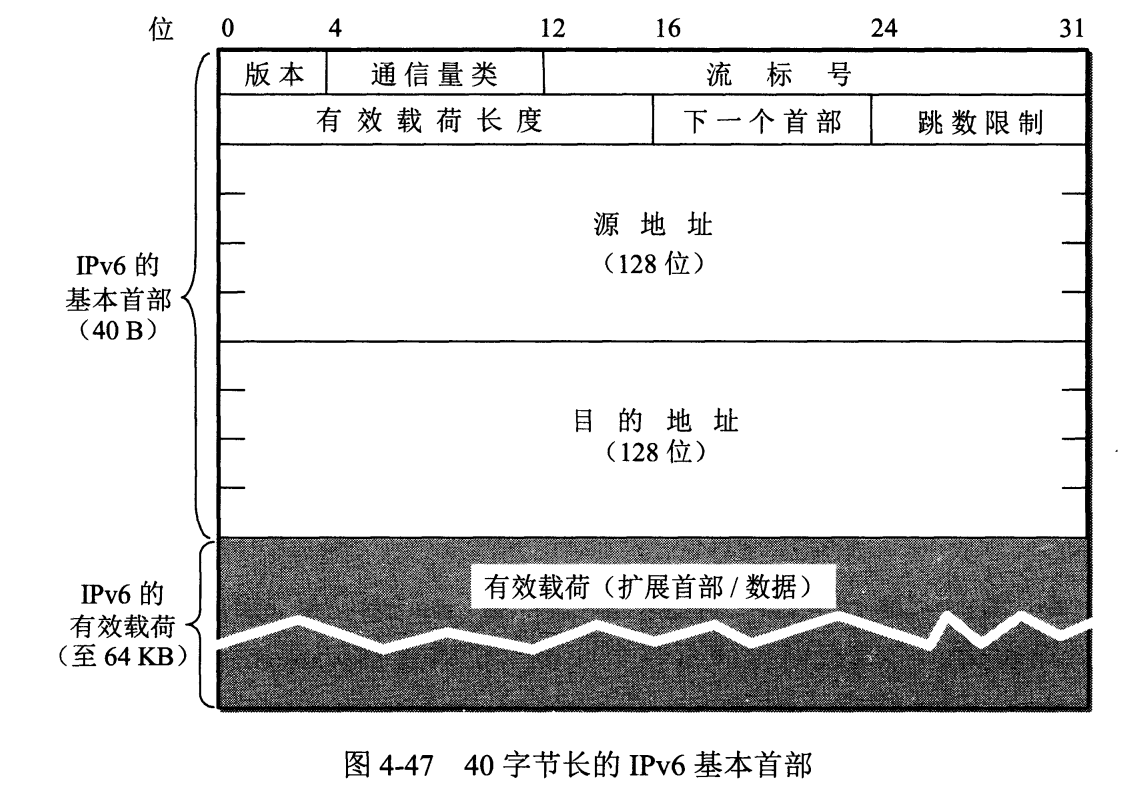 位 0 4 12 16 24 31
版本 通信量类 流标号
有效载荷长度 下一个首部 跳数限制
源地址
（128 位）
IPv6 的
基本首部
（40 B）
目的地址
（128 位）
有效载荷（扩展首部 / 数据）
IPv6 的
有效载荷
（至 64 KB）
图 4-47 40 字节长的 IPv6 基本首部